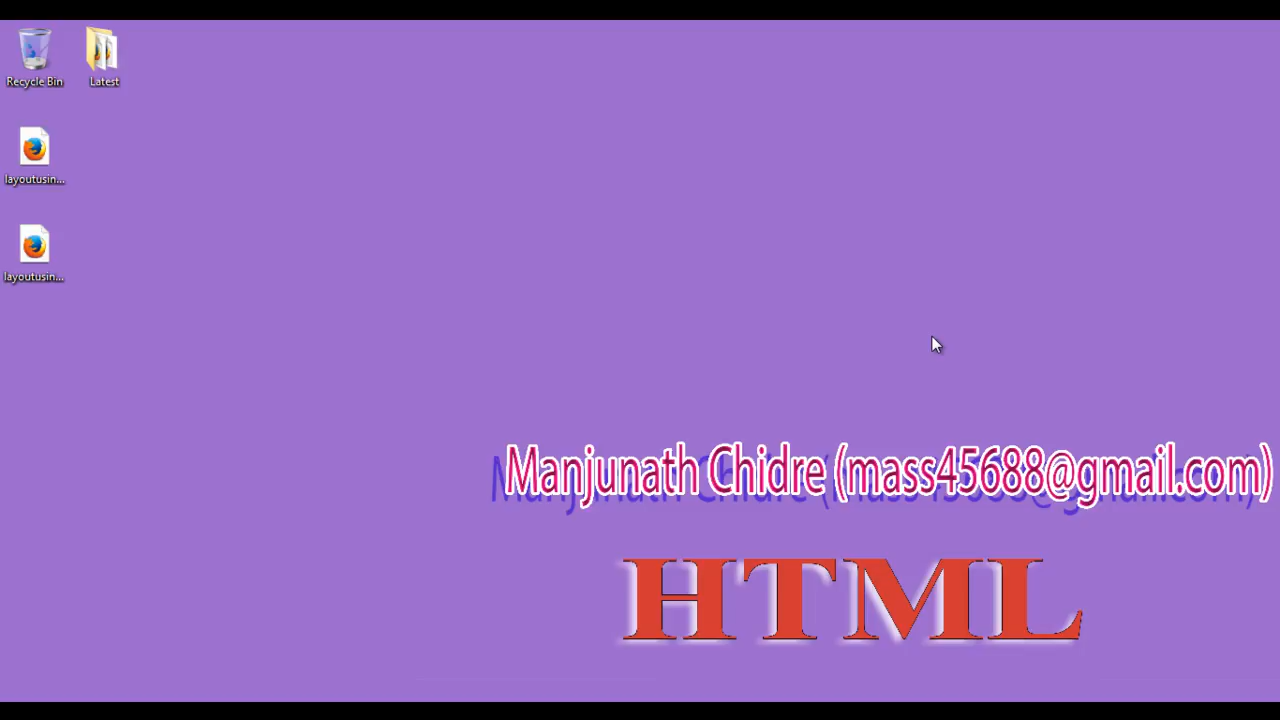 Recycle Bin
Latest
layoutusin...
layoutusin...
Manjunath Chidre (mass45688@gmail.com)
HTML